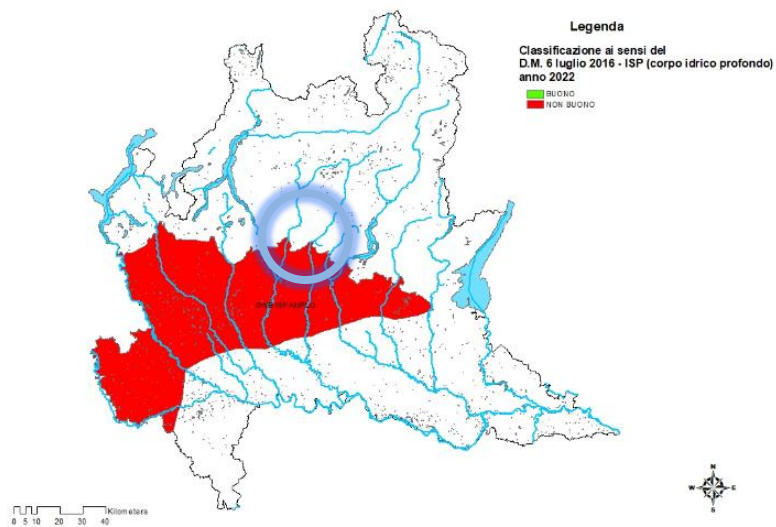 Legenda
Classificazione ai sensi del
D.M. 6 luglio 2016 - ISP (corpo idrico profondo)
anno 2022
BUONO
NON BUONO
Kilometers
0 5 10 20 30 40
N
W E
S